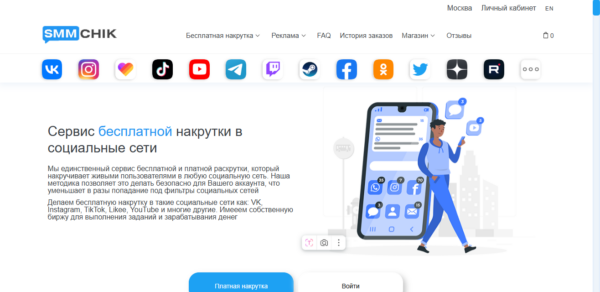 Москва Личный кабинет EN
SMMCHIK
Бесплатная накрутка Реклама FAQ История заказов Магазин Отзывы 0
Сервис бесплатной накрутки в
социальные сети
Мы единственный сервис бесплатной и платной раскрутки, который
накручивает живыми пользователями в любую социальную сеть. Наша
методика позволяет это делать безопасно для Вашего аккаунта, что
уменьшает в разы попадание под фильтры социальных сетей
Делаем бесплатную накрутку в такие социальные сети как: VK,
Instagram, TikTok, Likee, YouTube и многие другие. Имееем собственную
биржу для выполнения заданий и зарабатывания денег
Платная накрутка Войти